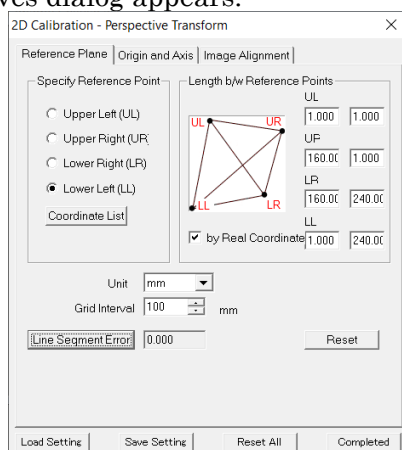 ves dialog appears.
2D Calibration - Perspective Transform
Reference Plane Origin and Axis Image Alignment
Specify Reference Point
Upper Left (UL)
Upper Right (UR)
Lower Right (LR)
Lower Left (LL)
Coordinate List
Length b/w Reference Points
UL UR LL LR
UL
1.000 1.000
UR
160.00 1.000
LR
160.00 240.00
LL
by Real Coordinate 1.000 240.00
Unit mm
Grid Interval 100 mm
Line Segment Error 0.000 Reset
Load Setting Save Setting Reset All Completed